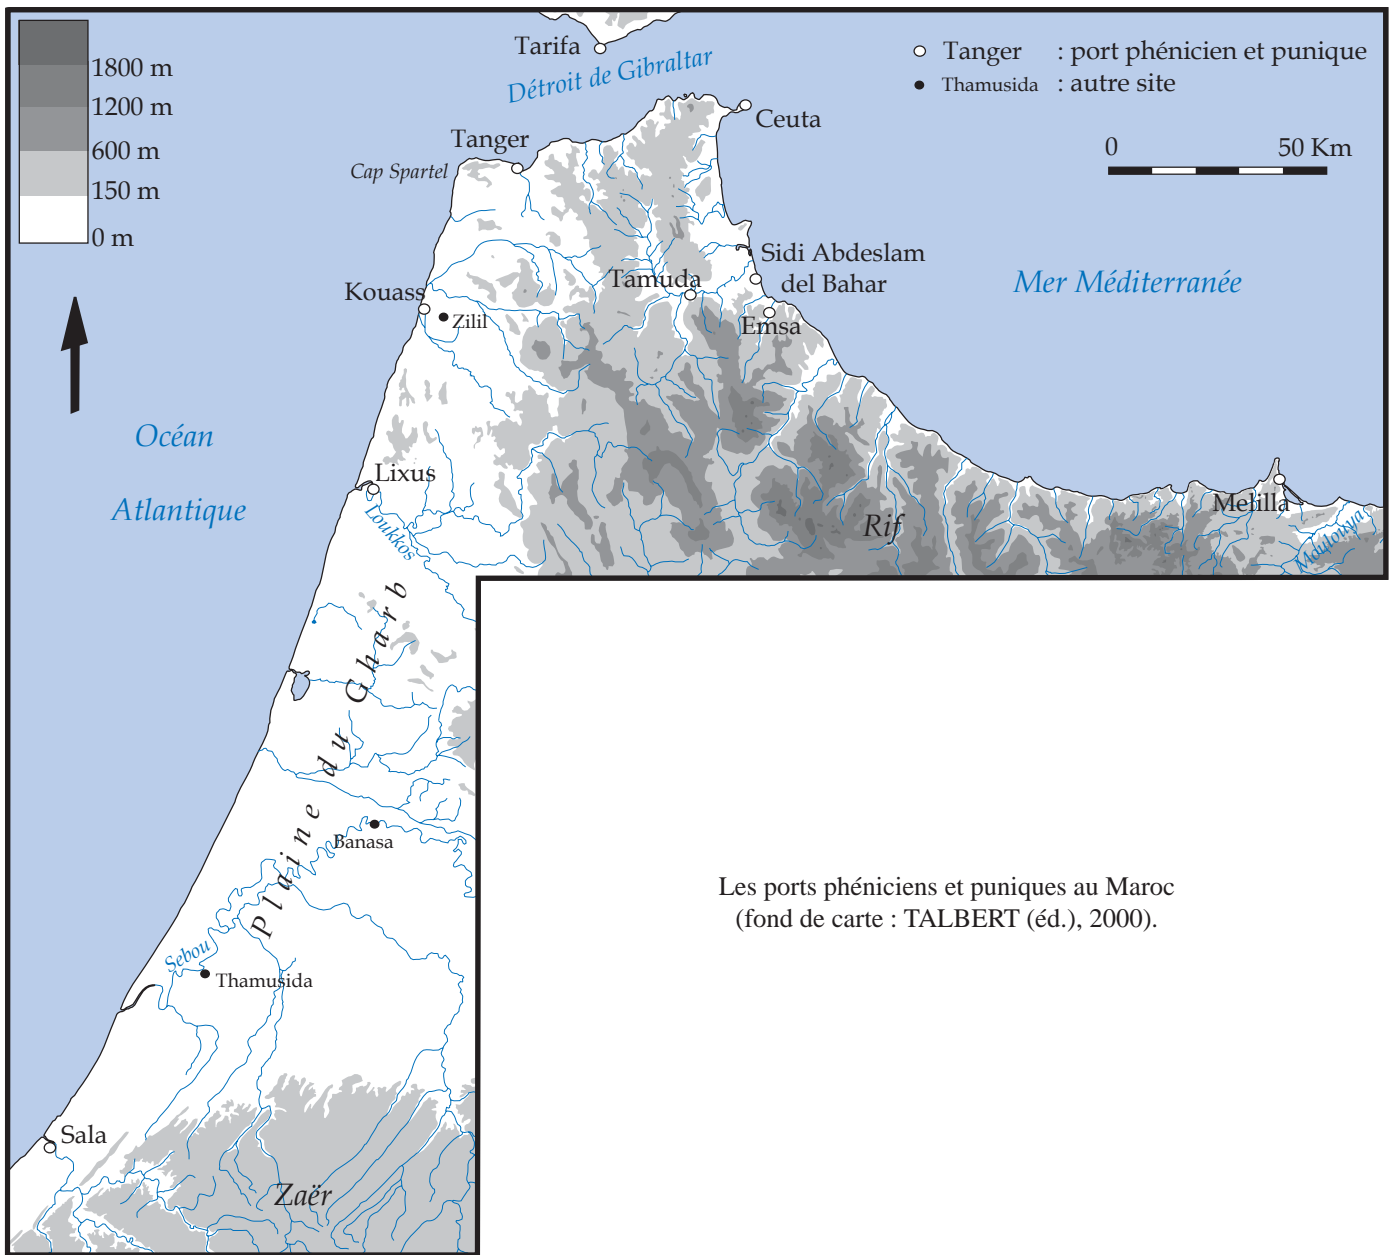 1800 m
1200 m
600 m
150 m
0 m
Tarifa
Détroit de Gibraltar
Tanger : port phénicien et punique
Thamusida : autre site
0 50 Km
Ceuta
Tanger
Cap Spartel
Sidi Abdeslam
del Bahar
Mer Méditerranée
Tamuda
Kouass
Zilil
Emsa
Océan
Atlantique
Lixus
Loukkos
Rif
Melilla
Moulouya
Plaine du Gharb
Banasa
Sebou
Thamusida
Sala
Zaër
Les ports phéniciens et puniques au Maroc
(fond de carte : TALBERT (éd.), 2000).